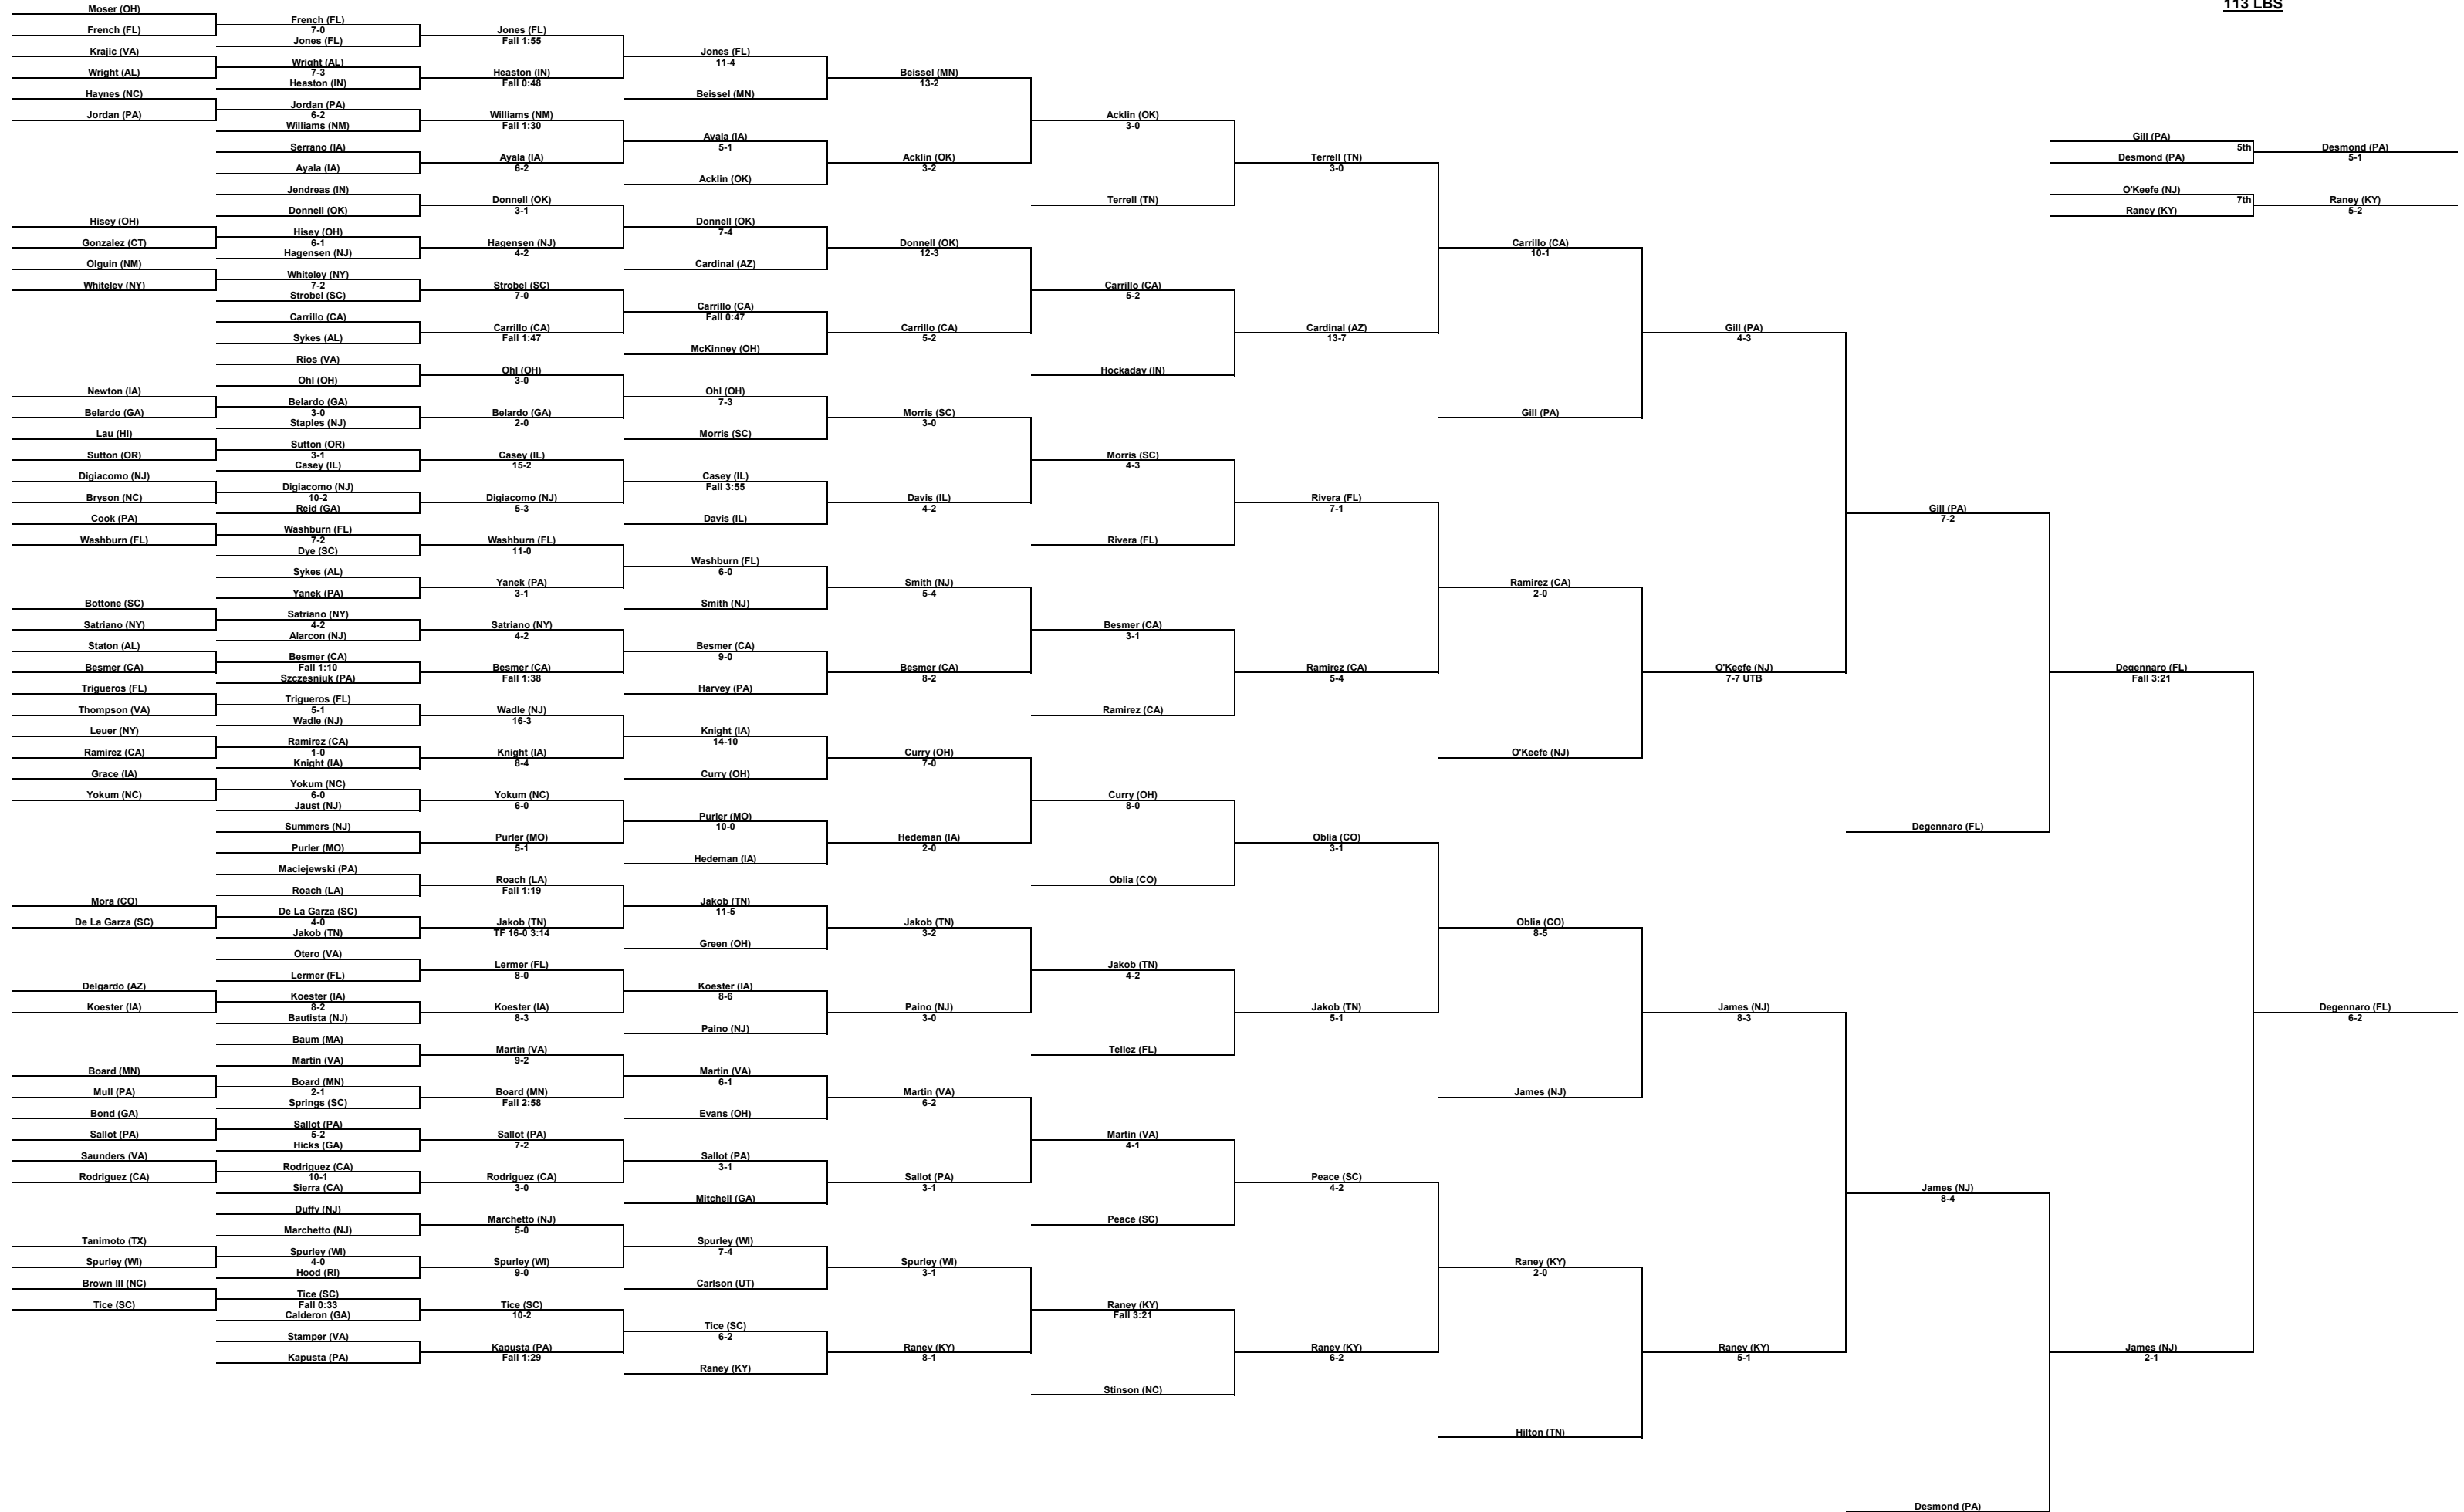 113 LBS
Moser (OH)
French (FL)
Krajic (VA)
Wright (AL)
Haynes (NC)
Jordan (PA)
Hisey (OH)
Gonzalez (CT)
Olguin (NM)
Whiteley (NY)
Newton (IA)
Belardo (GA)
Lau (HI)
Sutton (OR)
Digiacomo (NJ)
Bryson (NC)
Cook (PA)
Washburn (FL)
Bottone (SC)
Satriano (NY)
Staton (AL)
Besmer (CA)
Trigueros (FL)
Thompson (VA)
Leuer (NY)
Ramirez (CA)
Grace (IA)
Yokum (NC)
Mora (CO)
De La Garza (SC)
Delgardo (AZ)
Koester (IA)
Board (MN)
Mull (PA)
Bond (GA)
Sallot (PA)
Saunders (VA)
Rodriguez (CA)
Tanimoto (TX)
Spurley (WI)
Brown III (NC)
Tice (SC)
French (FL)
7-0
Jones (FL)
Wright (AL)
7-3
Heaston (IN)
Jordan (PA)
6-2
Williams (NM)
Serrano (IA)
Ayala (IA)
Jendreas (IN)
Donnell (OK)
Hisey (OH)
6-1
Hagensen (NJ)
Whiteley (NY)
7-2
Strobel (SC)
Carrillo (CA)
Sykes (AL)
Rios (VA)
Ohl (OH)
Belardo (GA)
3-0
Staples (NJ)
Sutton (OR)
3-1
Casey (IL)
Digiacomo (NJ)
10-2
Reid (GA)
Washburn (FL)
7-2
Dye (SC)
Sykes (AL)
Yanek (PA)
Satriano (NY)
4-2
Alarcon (NJ)
Besmer (CA)
Fall 1:10
Szczesniuk (PA)
Trigueros (FL)
5-1
Wadle (NJ)
Ramirez (CA)
1-0
Knight (IA)
Yokum (NC)
6-0
Jaust (NJ)
Summers (NJ)
Purler (MO)
Maciejewski (PA)
Roach (LA)
De La Garza (SC)
4-0
Jakob (TN)
Otero (VA)
Lermer (FL)
Koester (IA)
8-2
Bautista (NJ)
Baum (MA)
Martin (VA)
Board (MN)
2-1
Springs (SC)
Sallot (PA)
5-2
Hicks (GA)
Rodriguez (CA)
10-1
Sierra (CA)
Duffy (NJ)
Marchetto (NJ)
Spurley (WI)
4-0
Hood (RI)
Tice (SC)
Fall 0:33
Calderon (GA)
Stamper (VA)
Kapusta (PA)
Jones (FL)
Fall 1:55
Heaston (IN)
Fall 0:48
Williams (NM)
Fall 1:30
Ayala (IA)
6-2
Donnell (OK)
3-1
Hagensen (NJ)
4-2
Strobel (SC)
7-0
Carrillo (CA)
Fall 1:47
Ohl (OH)
3-0
Belardo (GA)
2-0
Casey (IL)
15-2
Digiacomo (NJ)
5-3
Washburn (FL)
11-0
Yanek (PA)
3-1
Satriano (NY)
4-2
Besmer (CA)
Fall 1:38
Wadle (NJ)
16-3
Knight (IA)
8-4
Yokum (NC)
6-0
Purler (MO)
5-1
Roach (LA)
Fall 1:19
Jakob (TN)
TF 16-0 3:14
Lermer (FL)
8-0
Koester (IA)
8-3
Martin (VA)
9-2
Board (MN)
Fall 2:58
Sallot (PA)
7-2
Rodriguez (CA)
3-0
Marchetto (NJ)
5-0
Spurley (WI)
9-0
Tice (SC)
10-2
Kapusta (PA)
Fall 1:29
Jones (FL)
11-4
Beissel (MN)
Ayala (IA)
5-1
Acklin (OK)
Donnell (OK)
7-4
Cardinal (AZ)
Carrillo (CA)
Fall 0:47
McKinney (OH)
Ohl (OH)
7-3
Morris (SC)
Casey (IL)
Fall 3:55
Davis (IL)
Washburn (FL)
6-0
Smith (NJ)
Besmer (CA)
9-0
Harvey (PA)
Knight (IA)
14-10
Curry (OH)
Purler (MO)
10-0
Hedeman (IA)
Jakob (TN)
11-5
Green (OH)
Koester (IA)
8-6
Paino (NJ)
Martin (VA)
6-1
Evans (OH)
Sallot (PA)
3-1
Mitchell (GA)
Spurley (WI)
7-4
Carlson (UT)
Tice (SC)
6-2
Raney (KY)
Beissel (MN)
13-2
Acklin (OK)
3-2
Donnell (OK)
12-3
Carrillo (CA)
5-2
Morris (SC)
3-0
Davis (IL)
4-2
Smith (NJ)
5-4
Besmer (CA)
8-2
Curry (OH)
7-0
Hedeman (IA)
2-0
Jakob (TN)
3-2
Paino (NJ)
3-0
Martin (VA)
6-2
Sallot (PA)
3-1
Spurley (WI)
3-1
Raney (KY)
8-1
Acklin (OK)
3-0
Terrell (TN)
Carrillo (CA)
5-2
Hockaday (IN)
Morris (SC)
4-3
Rivera (FL)
Besmer (CA)
3-1
Ramirez (CA)
Curry (OH)
8-0
Oblia (CO)
Jakob (TN)
4-2
Tellez (FL)
Martin (VA)
4-1
Peace (SC)
Raney (KY)
Fall 3:21
Stinson (NC)
Terrell (TN)
3-0
Cardinal (AZ)
13-7
Rivera (FL)
7-1
Ramirez (CA)
5-4
Oblia (CO)
3-1
Jakob (TN)
5-1
Peace (SC)
4-2
Raney (KY)
6-2
Carrillo (CA)
10-1
Gill (PA)
Ramirez (CA)
2-0
O'Keefe (NJ)
Oblia (CO)
8-5
James (NJ)
Raney (KY)
2-0
Hilton (TN)
Gill (PA)
4-3
O'Keefe (NJ)
7-7 UTB
James (NJ)
8-3
Raney (KY)
5-1
Gill (PA)
7-2
Degennaro (FL)
James (NJ)
8-4
Desmond (PA)
Degennaro (FL)
Fall 3:21
James (NJ)
2-1
Degennaro (FL)
6-2
Gill (PA)
5th
Desmond (PA)
Desmond (PA)
5-1
O'Keefe (NJ)
7th
Raney (KY)
Raney (KY)
5-2